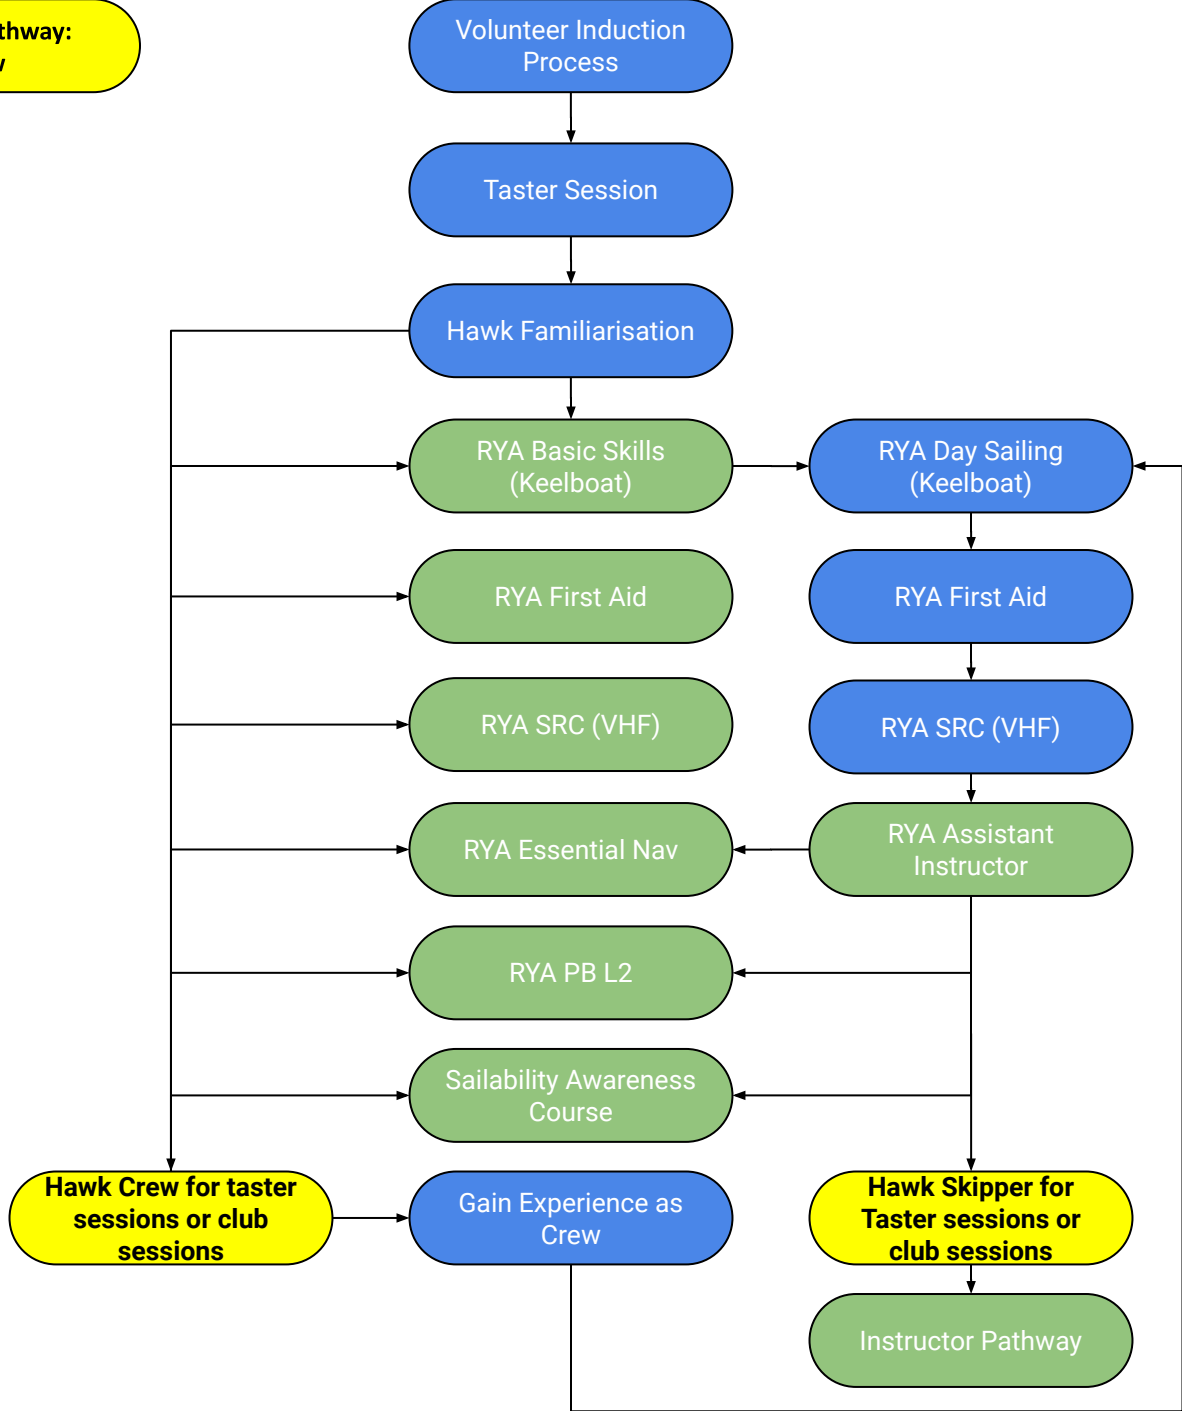 Volunteer Induction
Process
Taster Session
Hawk Familiarisation
RYA Basic Skills
(Keelboat)
RYA Day Sailing
(Keelboat)
RYA First Aid
RYA First Aid
RYA SRC (VHF)
RYA SRC (VHF)
RYA Essential Nav
RYA Assistant
Instructor
RYA PB L2
Sailability Awareness
Course
Hawk Crew for taster
sessions or club
sessions
Gain Experience as
Crew
Hawk Skipper for
Taster sessions or
club sessions
Instructor Pathway